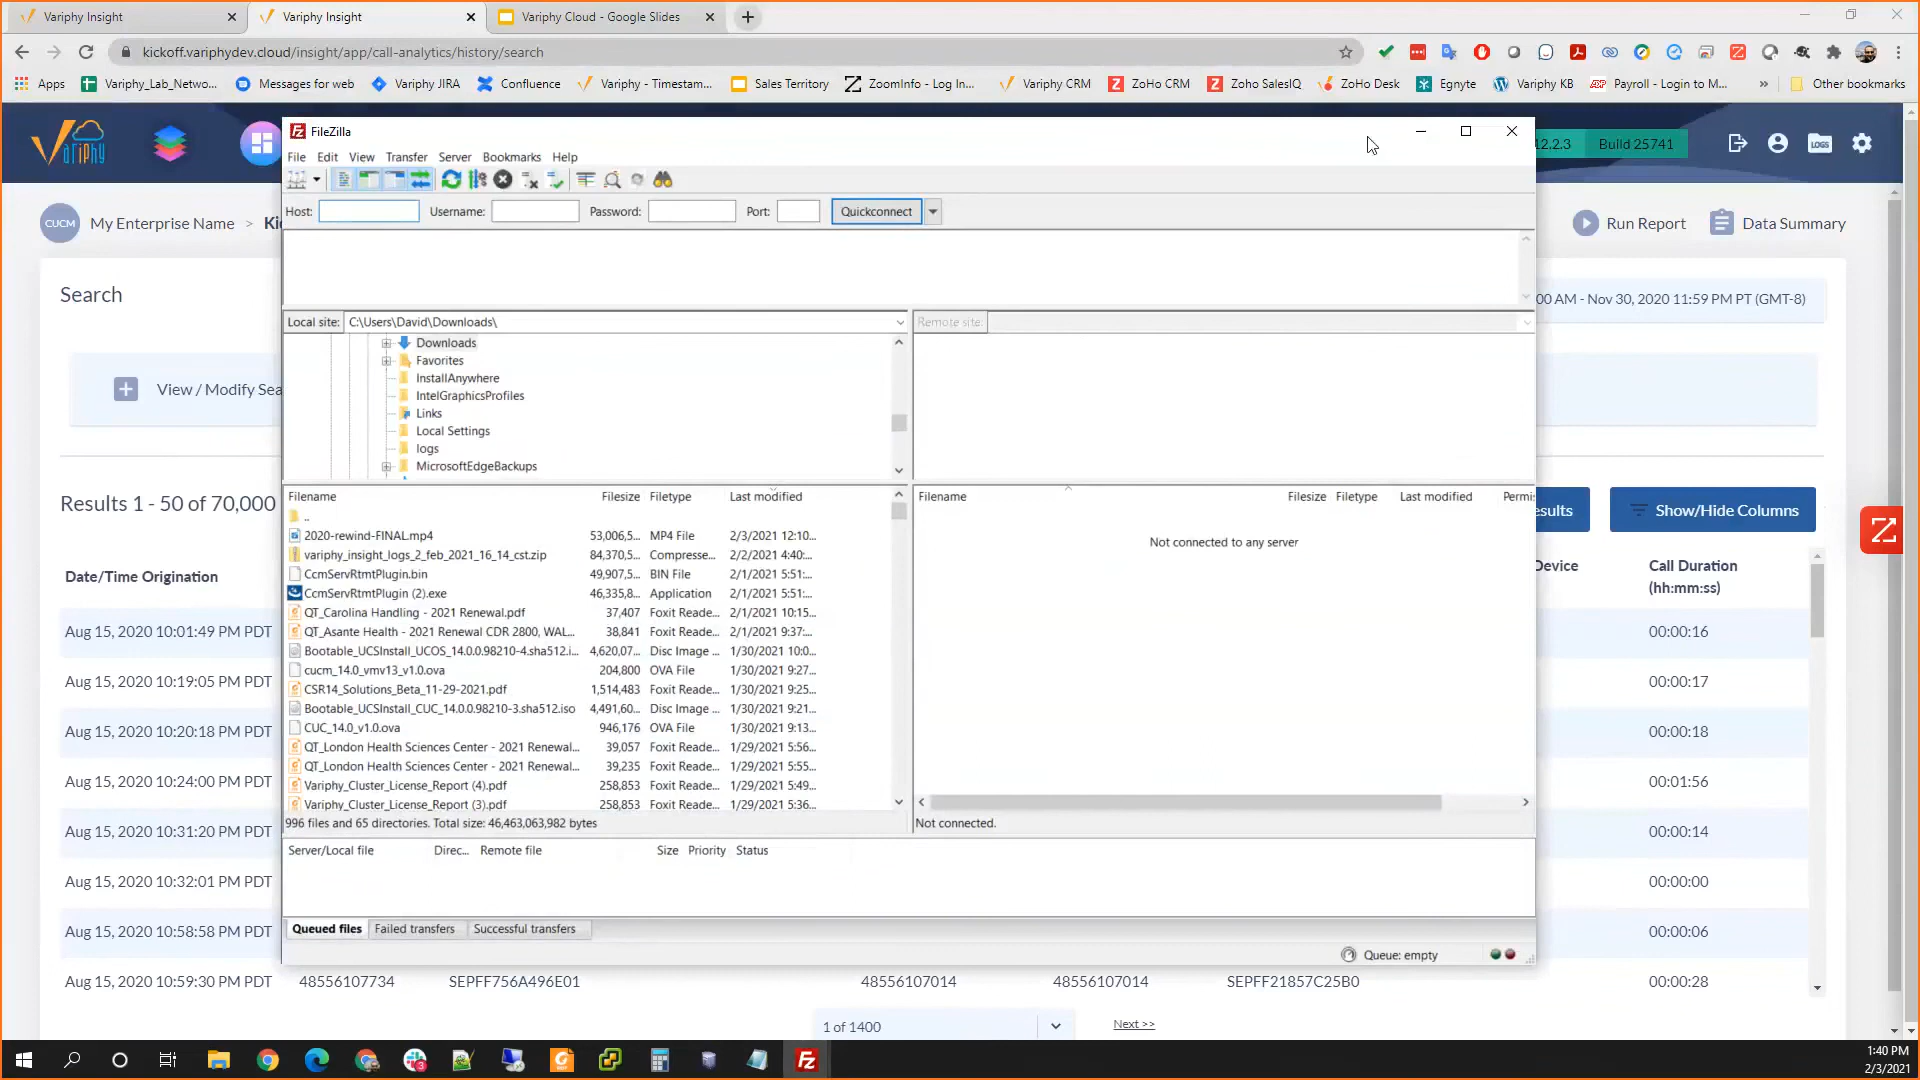 Variphy Insight
Variphy Insight
Variphy Cloud - Google Slides
kickoff.variphydev.cloud/insight/app/call-analytics/history/search
Apps
Variphy_Lab_Netwo...
Messages for web
Variphy JIRA
Confluence
Variphy - Timestam...
Sales Territory
ZoomInfo - Log In...
Variphy CRM
ZoHo CRM
Zoho SalesIQ
ZoHo Desk
Egnyte
Variphy KB
Payroll - Login to M...
Other bookmarks
Variphy
FileZilla
12.2.3
Build 25741
LOGS
File
Edit
View
Transfer
Server
Bookmarks
Help
Host:
Username:
Password:
Port:
Quickconnect
CUCM
My Enterprise Name > Ki
Run Report
Data Summary
Search
00 AM - Nov 30, 2020 11:59 PM PT (GMT-8)
View / Modify Sea
Local site: C:\Users\David\Downloads\
Remote site:
Downloads
Favorites
InstallAnywhere
IntelGraphicsProfiles
Links
Local Settings
logs
MicrosoftEdgeBackups
Results 1 - 50 of 70,000
esults
Show/Hide Columns
Filename Filesize Filetype Last modified
..
2020-rewind-FINAL.mp4 53,006,5... MP4 File 2/3/2021 12:10...
variphy_insight_logs_2_feb_2021_16_14_cst.zip 84,370,5... Compresse... 2/2/2021 4:40:...
CcmServRtmtPlugin.bin 49,907,5... BIN File 2/1/2021 5:51:...
CcmServRtmtPlugin (2).exe 46,335,8... Application 2/1/2021 5:51:...
QT_Carolina Handling - 2021 Renewal.pdf 37,407 Foxit Reade... 2/1/2021 10:15...
QT_Asante Health - 2021 Renewal CDR 2800, WAL... 38,841 Foxit Reade... 2/1/2021 9:37:...
Bootable_UCSInstall_UCOS_14.0.0.98210-4.sha512.i... 4,620,07... Disc Image ... 1/30/2021 10:0...
cucm_14.0_vmv13_v1.0.ova 204,800 OVA File 1/30/2021 9:27...
CSR14_Solutions_Beta_11-29-2021.pdf 1,514,483 Foxit Reade... 1/30/2021 9:25...
Bootable_UCSInstall_CUC_14.0.0.98210-3.sha512.iso 4,491,60... Disc Image ... 1/30/2021 9:21...
CUC_14.0_v1.0.ova 946,176 OVA File 1/30/2021 9:13...
QT_London Health Sciences Center - 2021 Renewal... 39,057 Foxit Reade... 1/29/2021 5:56...
QT_London Health Sciences Center - 2021 Renewal... 39,235 Foxit Reade... 1/29/2021 5:55...
Variphy_Cluster_License_Report (4).pdf 258,853 Foxit Reade... 1/29/2021 5:49...
Variphy_Cluster_License_Report (3).pdf 258,853 Foxit Reade... 1/29/2021 5:36...
996 files and 65 directories. Total size: 46,463,063,982 bytes
Filename Filesize Filetype Last modified Permi:
Not connected to any server
Not connected.
Server/Local file Direc... Remote file Size Priority Status
Queued files
Failed transfers
Successful transfers
Queue: empty
Date/Time Origination
Device
Call Duration
(hh:mm:ss)
Aug 15, 2020 10:01:49 PM PDT 00:00:16
Aug 15, 2020 10:19:05 PM PDT 00:00:17
Aug 15, 2020 10:20:18 PM PDT 00:00:18
Aug 15, 2020 10:24:00 PM PDT 00:01:56
Aug 15, 2020 10:31:20 PM PDT 00:00:14
Aug 15, 2020 10:32:01 PM PDT 00:00:00
Aug 15, 2020 10:58:58 PM PDT 00:00:06
Aug 15, 2020 10:59:30 PM PDT 48556107734 SEPFF756A496E01 48556107014 48556107014 SEPFF21857C25B0 00:00:28
1 of 1400
Next >>
1:40 PM
2/3/2021